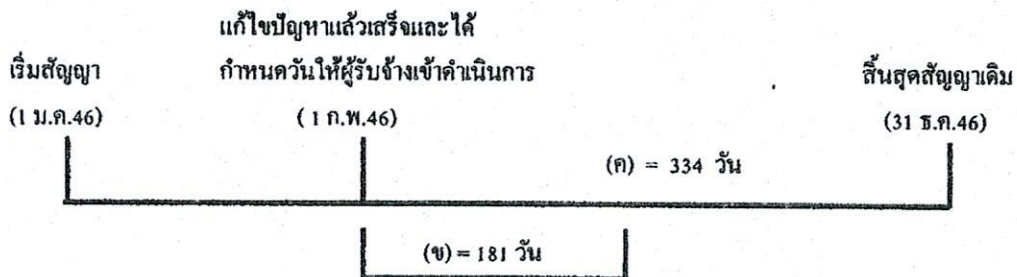 แก้ไขปัญหาแล้วเสร็จและได้
เริ่มสัญญา กำหนดวันให้ผู้รับจ้างเข้าดำเนินการ สิ้นสุดสัญญาเดิม
(1 ม.ค.46) (1 ก.พ.46) (31 ธ.ค.46)
(ค) = 334 วัน
(ข) = 181 วัน